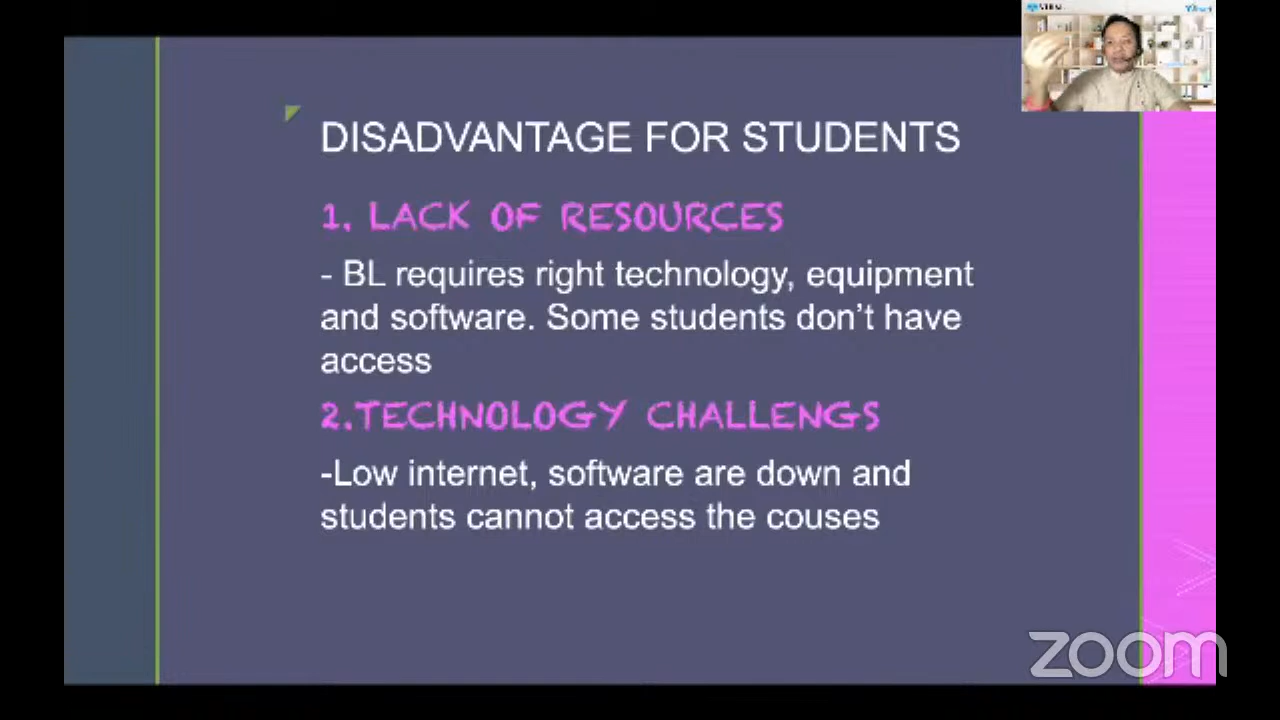 DISADVANTAGE FOR STUDENTS
1. LACK OF RESOURCES
- BL requires right technology, equipment
and software. Some students don't have
access
2.TECHNOLOGY CHALLENGS
-Low internet, software are down and
students cannot access the couses
zoom